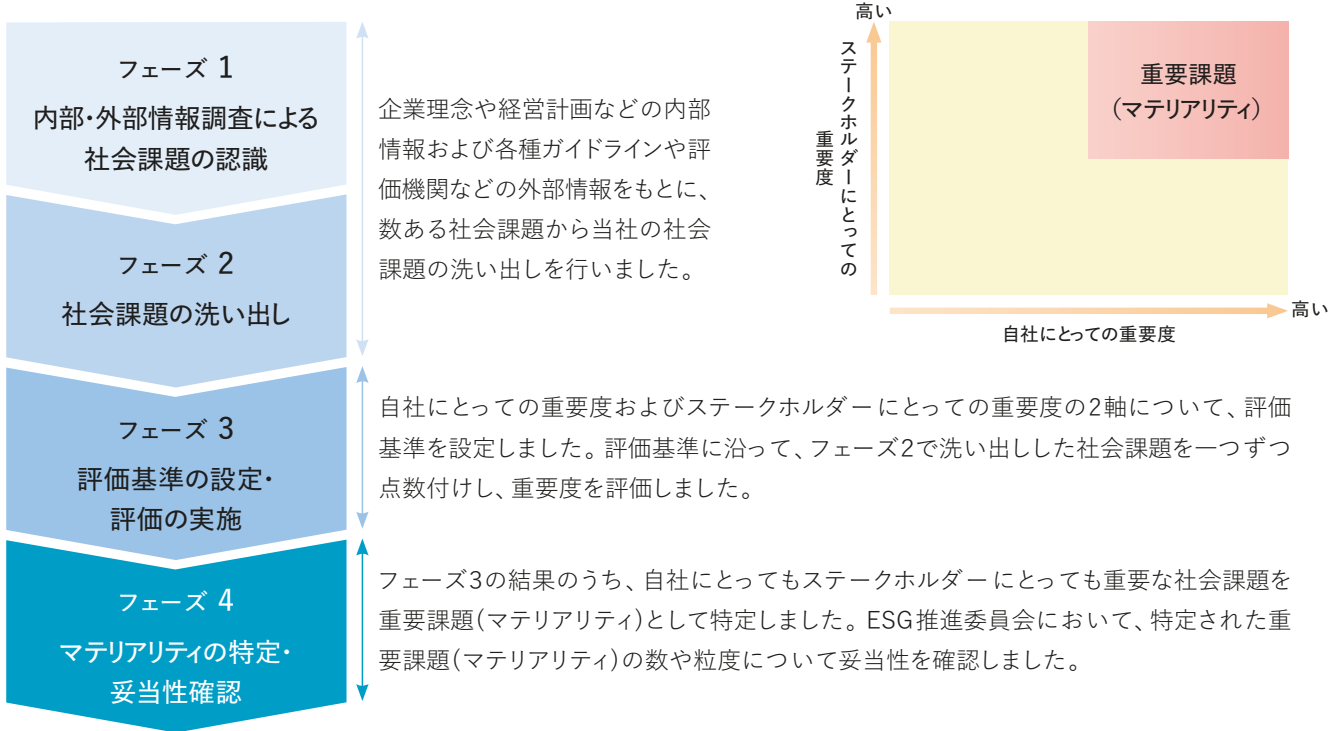 フェーズ 1
内部・外部情報調査による
社会課題の認識
フェーズ 2
社会課題の洗い出し
フェーズ 3
評価基準の設定・
評価の実施
フェーズ 4
マテリアリティの特定・
妥当性確認
企業理念や経営計画などの内部
情報および各種ガイドラインや評
価機関などの外部情報をもとに、
数ある社会課題から当社の社会
課題の洗い出しを行いました。
高い
ステークホルダーにとっての
重要度
重要課題
(マテリアリティ)
高い
自社にとっての重要度
自社にとっての重要度およびステークホルダーにとっての重要度の2軸について、評価
基準を設定しました。評価基準に沿って、フェーズ2で洗い出しした社会課題を一つずつ
点数付けし、重要度を評価しました。
フェーズ3の結果のうち、自社にとってもステークホルダーにとっても重要な社会課題を
重要課題(マテリアリティ)として特定しました。ESG推進委員会において、特定された重
要課題(マテリアリティ)の数や粒度について妥当性を確認しました。